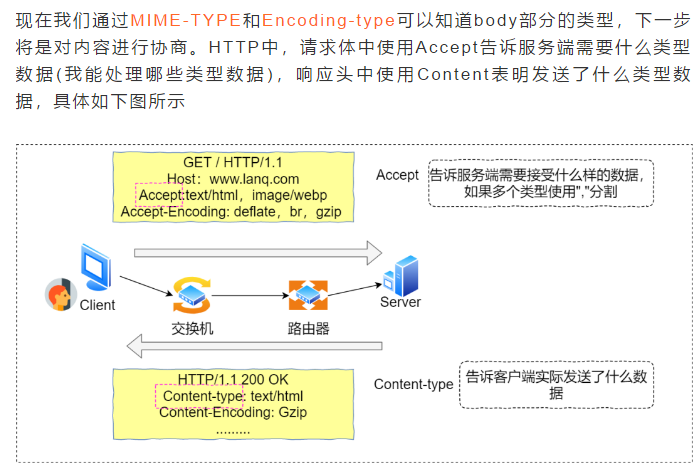 现在我们通过MIME-TYPE和Encoding-type可以知道body部分的类型，下一步
将是对内容进行协商。HTTP中，请求体中使用Accept告诉服务端需要什么类型
数据(我能处理哪些类型数据)，响应头中使用Content表明发送了什么类型数
据，具体如下图所示
GET / HTTP/1.1
Host：www.lanq.com
Accept:text/html，image/webp
Accept-Encoding: deflate，br，gzip
Accept
告诉服务端需要接受什么样的数据，
如果多个类型使用","分割
Client
交换机
路由器
Server
HTTP/1,1 200 OK
Content-type: text/html
Content-Encoding: Gzip
.........
Content-type
告诉客户端实际发送了什么数
据